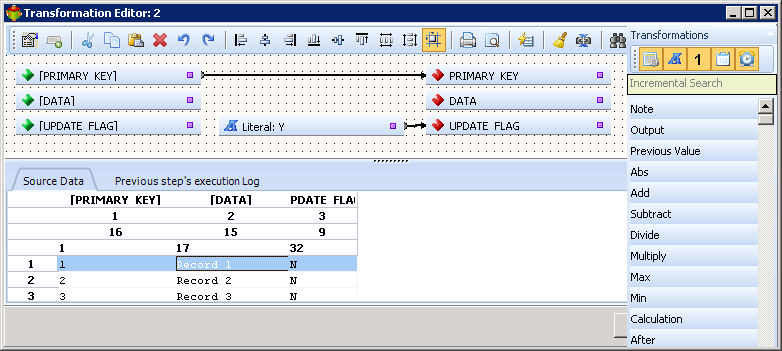 Transformation Editor: 2
Transformations
1
Incremental Search
[PRIMARY KEY]
PRIMARY KEY
[DATA]
DATA
[UPDATE FLAG]
Literal: Y
UPDATE FLAG
Note
Output
Previous Value
Abs
Add
Subtract
Divide
Multiply
Max
Min
Calculation
After
Source Data
Previous step's execution Log
[PRIMARY KEY] [DATA] PDATE FLA
1 2 3
16 15 9
1 17 32
1 1 Record 1 N
2 2 Record 2 N
3 3 Record 3 N